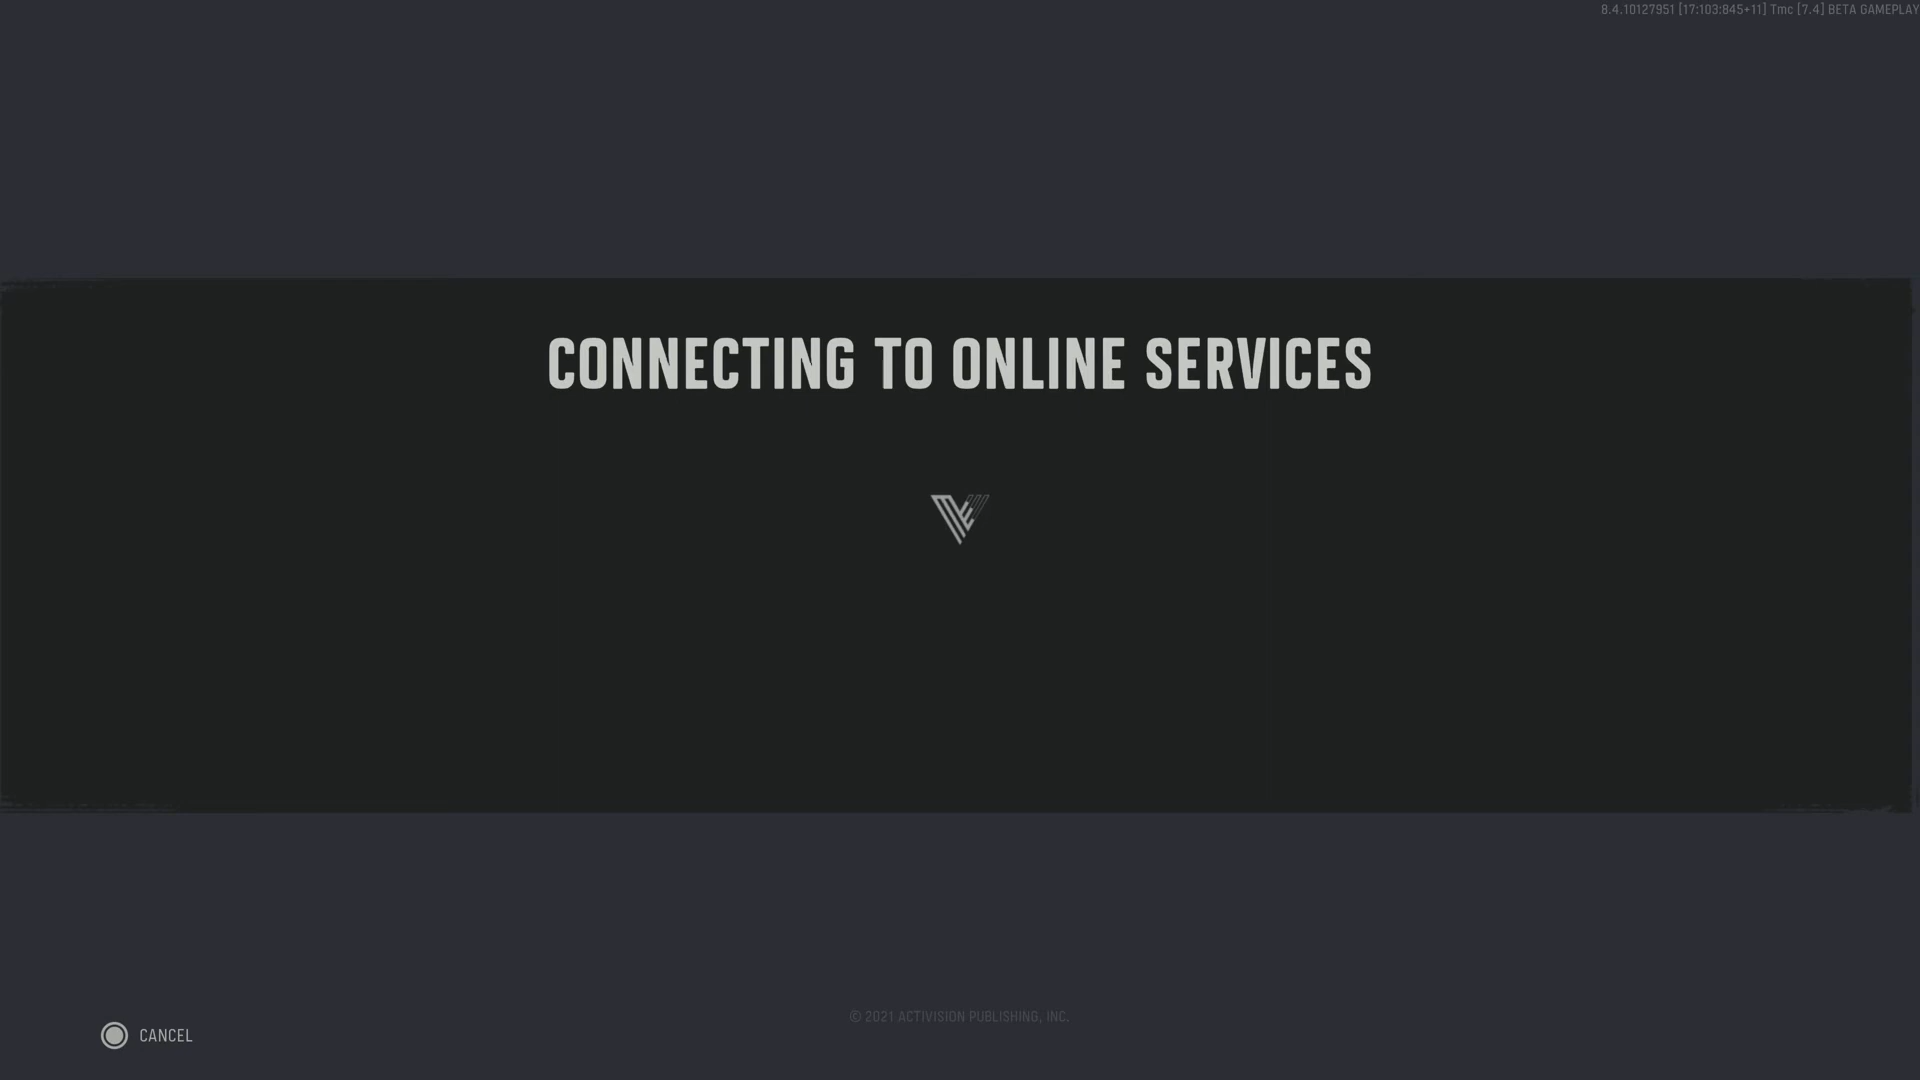 8.4.10127951 [17:103:845+11] Tmc [7.4] BETA GAMEPLAY
CONNECTING TO ONLINE SERVICES
© 2021 ACTIVISION PUBLISHING, INC.
CANCEL